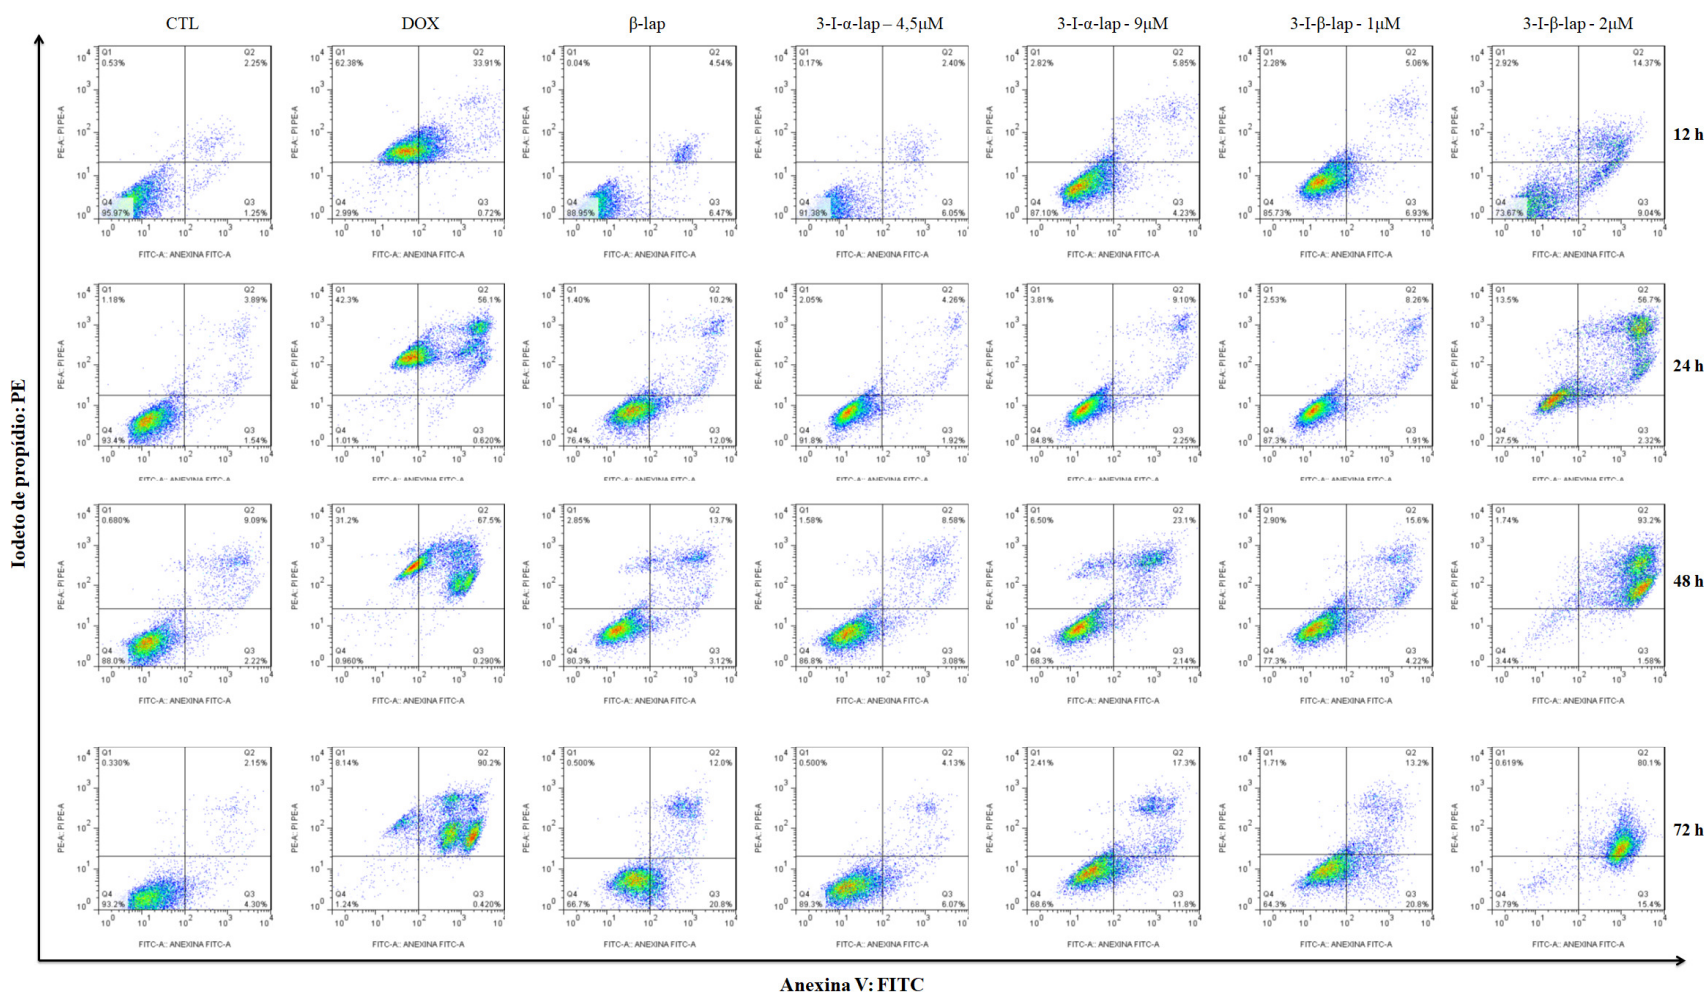 CTL DOX β-lap 3-I-α-lap – 4,5μM 3-I-α-lap - 9μM 3-I-β-lap - 1μM 3-I-β-lap - 2μM
Q1 0.53% Q2 2.25% Q4 95.97% Q3 1.25%
Q1 62.38% Q2 33.91% Q4 2.99% Q3 0.72%
Q1 0.04% Q2 4.54% Q4 88.95% Q3 6.47%
Q1 0.17% Q2 2.40% Q4 91.38% Q3 6.05%
Q1 2.82% Q2 5.85% Q4 87.10% Q3 4.23%
Q1 2.28% Q2 5.06% Q4 85.73% Q3 6.93%
Q1 2.92% Q2 14.37% Q4 73.67% Q3 9.04%
12 h
PE-A:: PI PE-A
FITC-A:: ANEXINA FITC-A
Q1 1.18% Q2 3.89% Q4 93.4% Q3 1.54%
Q1 42.3% Q2 56.1% Q4 1.01% Q3 0.620%
Q1 1.40% Q2 10.2% Q4 76.4% Q3 12.0%
Q1 2.05% Q2 4.26% Q4 91.8% Q3 1.92%
Q1 3.81% Q2 9.10% Q4 84.8% Q3 2.25%
Q1 2.53% Q2 8.26% Q4 87.3% Q3 1.91%
Q1 13.5% Q2 56.7% Q4 27.5% Q3 2.32%
24 h
PE-A:: PI PE-A
FITC-A:: ANEXINA FITC-A
Q1 0.680% Q2 9.09% Q4 88.0% Q3 2.22%
Q1 31.2% Q2 67.5% Q4 0.960% Q3 0.290%
Q1 2.85% Q2 13.7% Q4 80.3% Q3 3.12%
Q1 1.58% Q2 8.58% Q4 86.8% Q3 3.08%
Q1 6.50% Q2 23.1% Q4 68.3% Q3 2.14%
Q1 2.90% Q2 15.6% Q4 77.3% Q3 4.22%
Q1 1.74% Q2 93.2% Q4 3.44% Q3 1.58%
48 h
PE-A:: PI PE-A
FITC-A:: ANEXINA FITC-A
Q1 0.330% Q2 2.15% Q4 93.2% Q3 4.30%
Q1 8.14% Q2 90.2% Q4 1.24% Q3 0.420%
Q1 0.500% Q2 12.0% Q4 66.7% Q3 20.8%
Q1 0.500% Q2 4.13% Q4 89.3% Q3 6.07%
Q1 2.41% Q2 17.3% Q4 68.6% Q3 11.8%
Q1 1.71% Q2 13.2% Q4 64.3% Q3 20.8%
Q1 0.619% Q2 80.1% Q4 3.79% Q3 15.4%
72 h
PE-A:: PI PE-A
FITC-A:: ANEXINA FITC-A
Iodeto de propídio: PE
Anexina V: FITC